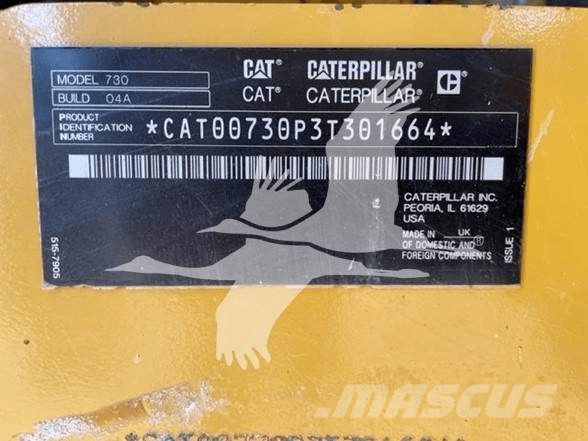 MODEL 730
BUILD 04A
CAT® CATERPILLAR® C®
CAT® CATERPILLAR
PRODUCT
IDENTIFICATION
NUMBER
*CAT00730P3T301664*
CATERPILLAR INC.
PEORIA, IL 61629
USA
MADE IN UK
OF DOMESTIC AND
FOREIGN COMPONENTS
®
ISSUE 1
515-7905
MASCUS